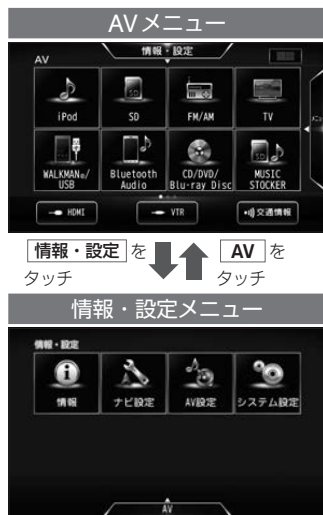 AVメニュー
情報・設定
AV
iPod
SD
FM/AM
TV
WALKMAN®/
USB
Bluetooth
Audio
CD/DVD/
Blu-ray Disc
MUSIC
STOCKER
HDMI
VTR
交通情報
情報・設定 を
タッチ
AV を
タッチ
情報・設定メニュー
情報・設定
情報
ナビ設定
AV設定
システム設定
AV